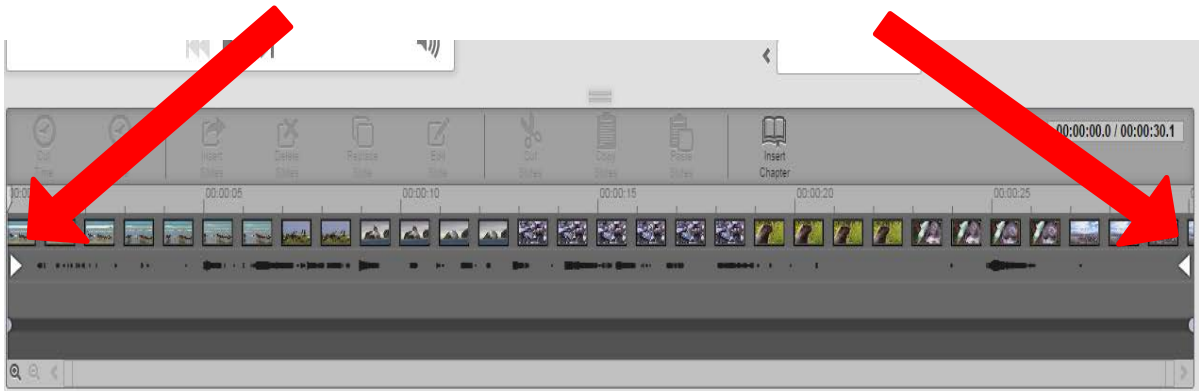 00:00:00.0 / 00:00:30.1
Cut
Time
Insert
Slides
Delete
Slides
Replace
Slide
Edit
Slide
Cut
Slides
Copy
Slides
Paste
Slides
Insert
Chapter
00:00:05
00:00:10
00:00:15
00:00:20
00:00:25